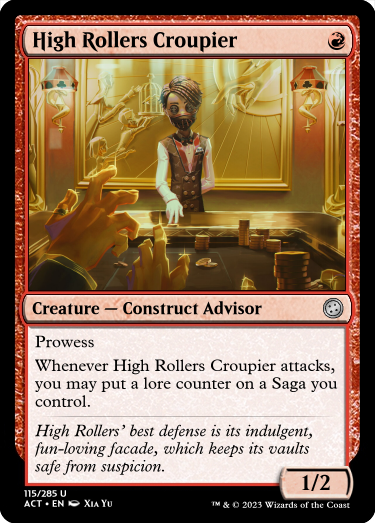 High Rollers Croupier
Creature — Construct Advisor
Prowess
Whenever High Rollers Croupier attacks,
you may put a lore counter on a Saga you
control.
High Rollers' best defense is its indulgent,
fun-loving facade, which keeps its vaults
safe from suspicion.
1/2
115/285 U
ACT • EN Xia Yu
™ & © 2023 Wizards of the Coast